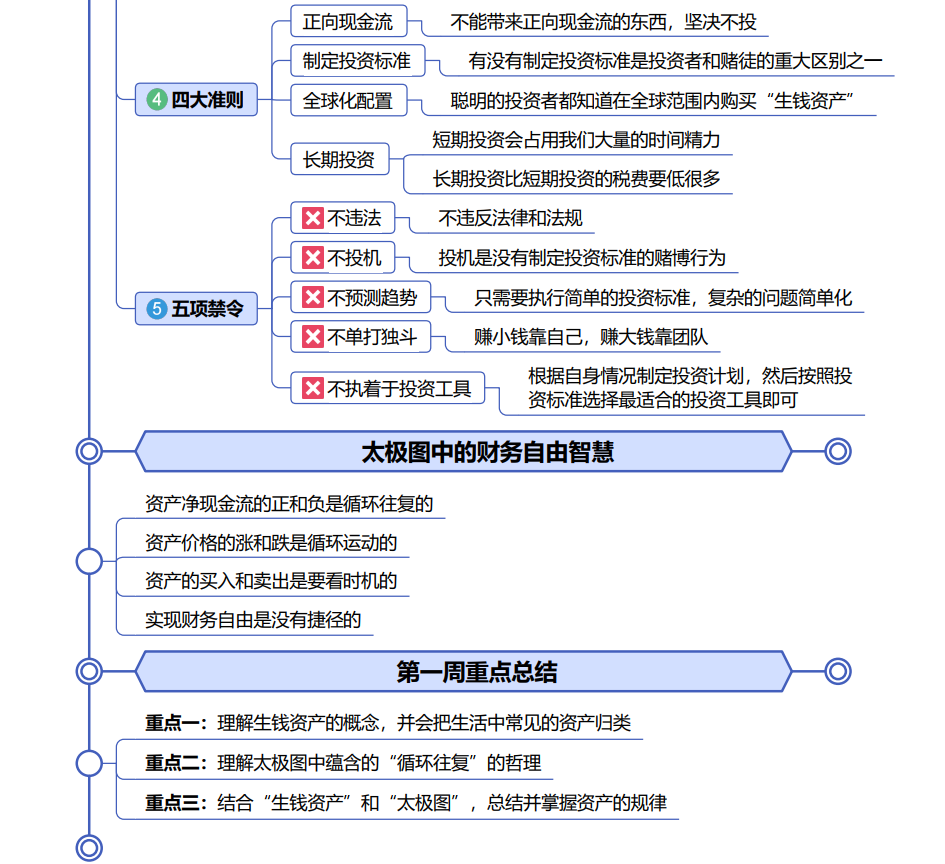 正向现金流
不能带来正向现金流的东西，坚决不投
制定投资标准
有没有制定投资标准是投资者和赌徒的重大区别之一
4 四大准则
全球化配置
聪明的投资者都知道在全球范围内购买“生钱资产”
长期投资
短期投资会占用我们大量的时间精力
长期投资比短期投资的税费要低很多
不违法
不违反法律和法规
不投机
投机是没有制定投资标准的赌博行为
5 五项禁令
不预测趋势
只需要执行简单的投资标准，复杂的问题简单化
不单打独斗
赚小钱靠自己，赚大钱靠团队
不执着于投资工具
根据自身情况制定投资计划，然后按照投
资标准选择最适合的投资工具即可
太极图中的财务自由智慧
资产净现金流的正和负是循环往复的
资产价格的涨和跌是循环运动的
资产的买入和卖出是要看时机的
实现财务自由是没有捷径的
第一周重点总结
重点一：理解生钱资产的概念，并会把生活中常见的资产归类
重点二：理解太极图中蕴含的“循环往复”的哲理
重点三：结合“生钱资产”和“太极图”，总结并掌握资产的规律